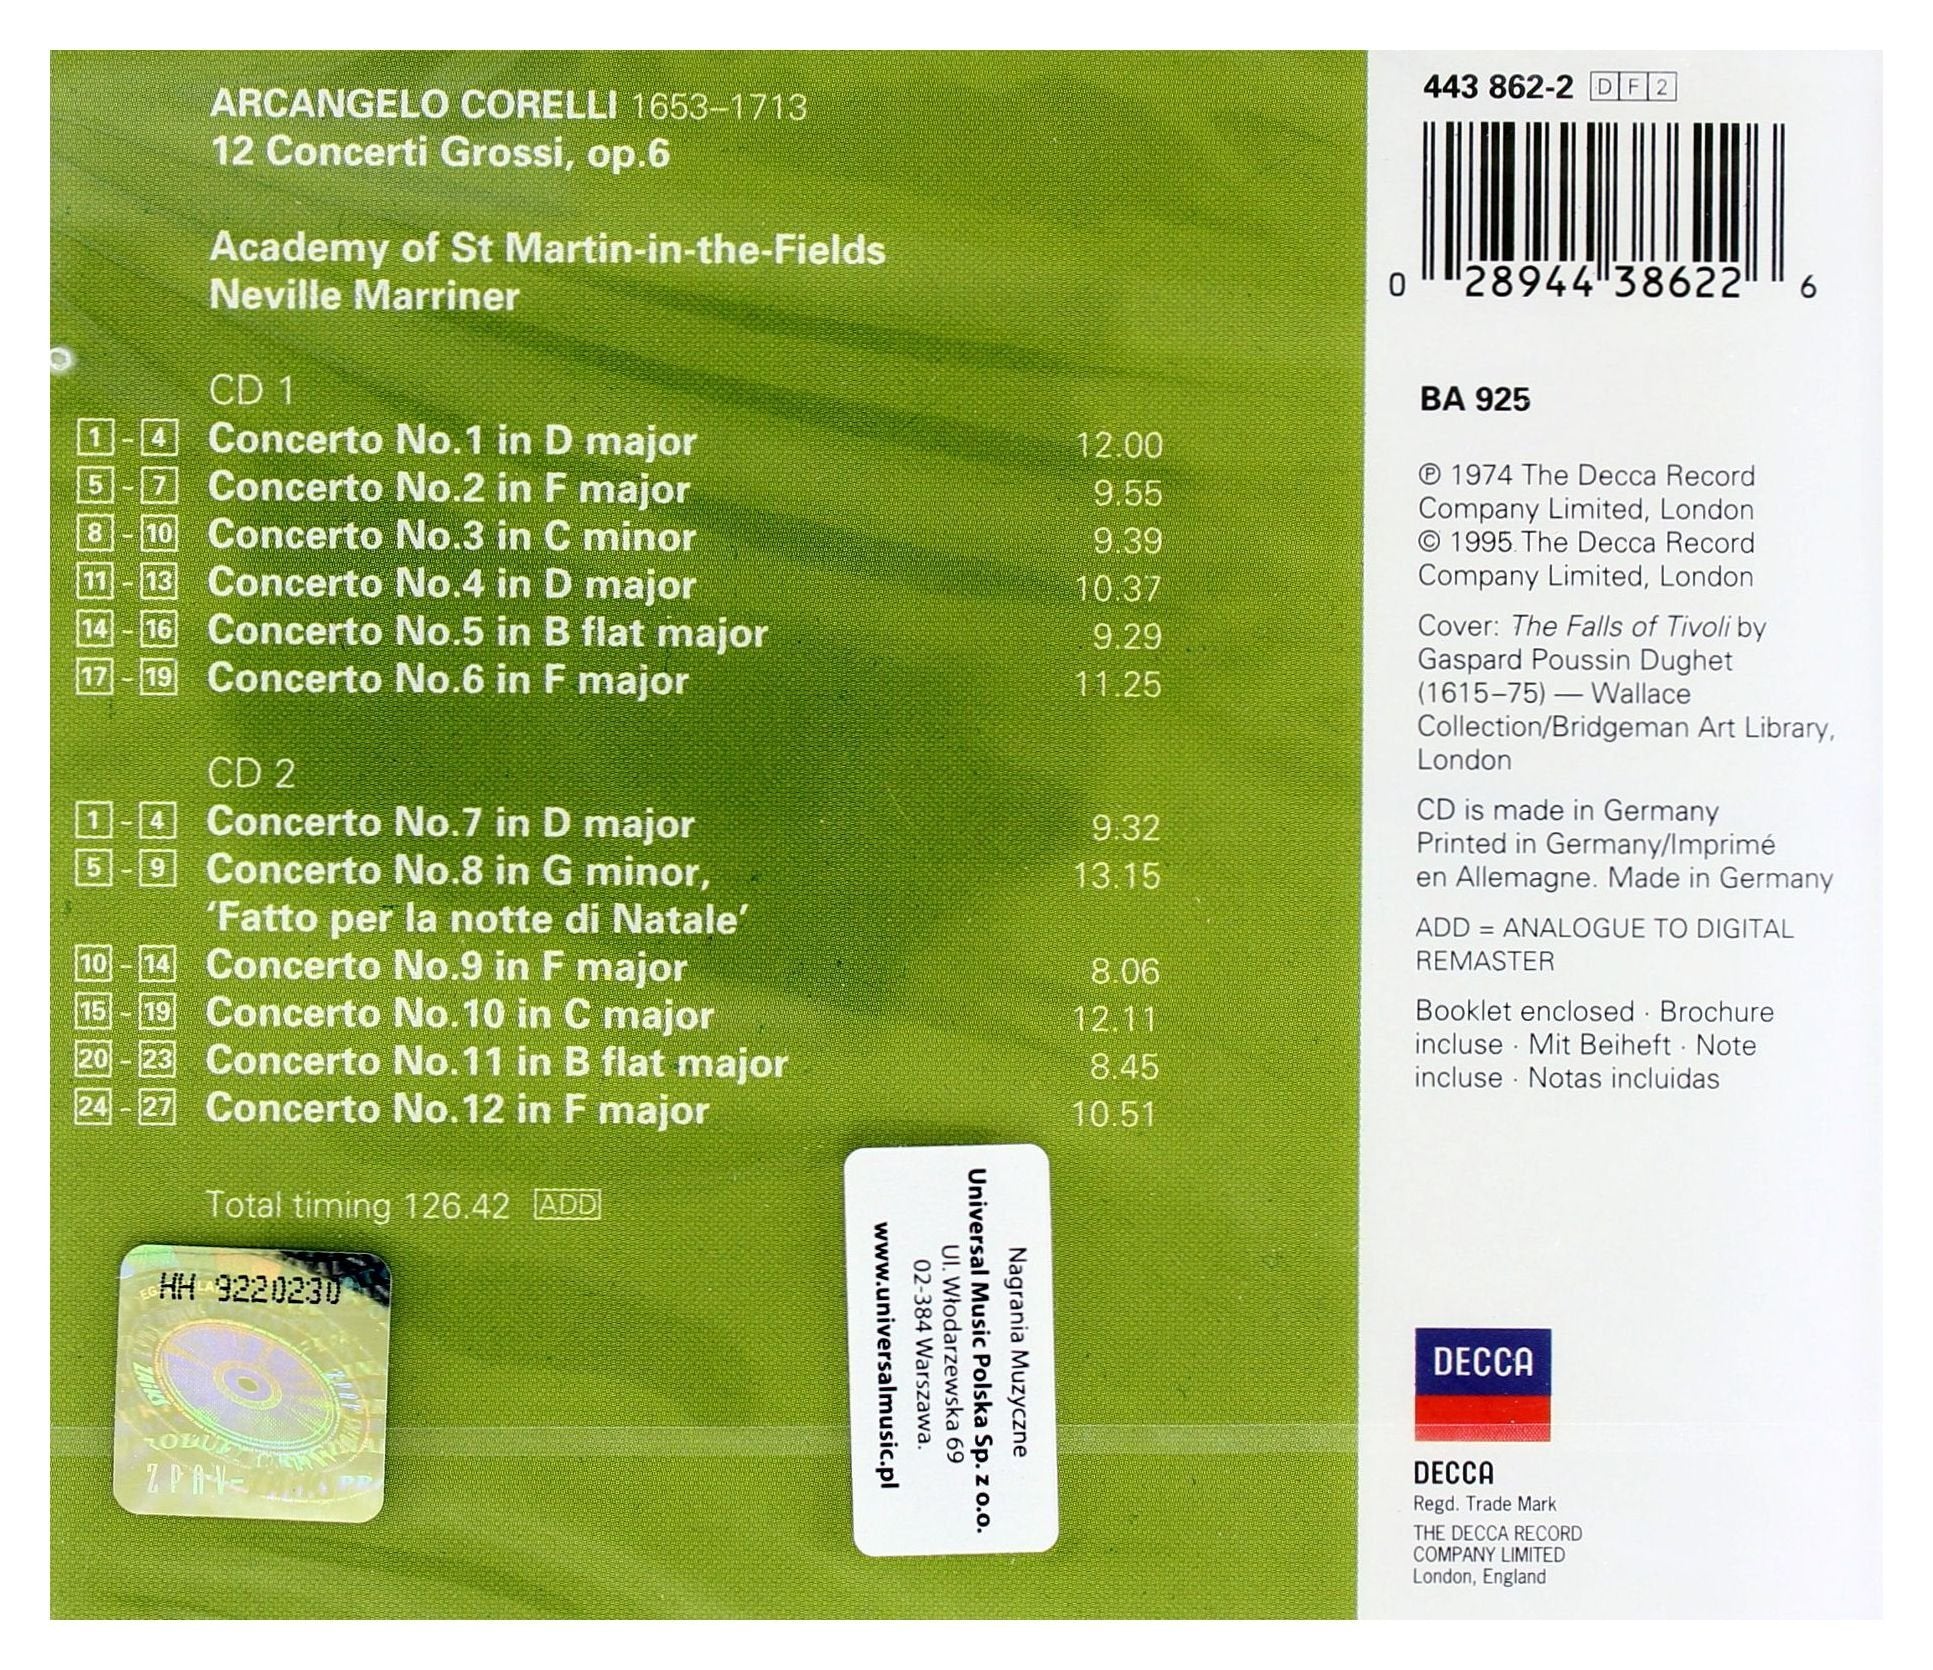 ARCANGELO CORELLI 1653–1713
12 Concerti Grossi, op.6
Academy of St Martin-in-the-Fields
Neville Marriner
CD 1
1 - 4 Concerto No.1 in D major 12.00
5 - 7 Concerto No.2 in F major 9.55
8 - 10 Concerto No.3 in C minor 9.39
11 - 13 Concerto No.4 in D major 10.37
14 - 16 Concerto No.5 in B flat major 9.29
17 - 19 Concerto No.6 in F major 11.25
CD 2
1 - 4 Concerto No.7 in D major 9.32
5 - 9 Concerto No.8 in G minor, 13.15
‘Fatto per la notte di Natale’
10 - 14 Concerto No.9 in F major 8.06
15 - 19 Concerto No.10 in C major 12.11
20 - 23 Concerto No.11 in B flat major 8.45
24 - 27 Concerto No.12 in F major 10.51
Total timing 126.42 ADD
HH 9220230
ZPAV
Nagrania Muzyczne
Universal Music Polska Sp. z o.o.
Ul. Włodarzewska 69
02-384 Warszawa.
www.universalmusic.pl
443 862-2 D F 2
0 28944 38622 6
BA 925
℗ 1974 The Decca Record
Company Limited, London
© 1995 The Decca Record
Company Limited, London
Cover: The Falls of Tivoli by
Gaspard Poussin Dughet
(1615–75) — Wallace
Collection/Bridgeman Art Library,
London
CD is made in Germany
Printed in Germany/Imprimé
en Allemagne. Made in Germany
ADD = ANALOGUE TO DIGITAL
REMASTER
Booklet enclosed · Brochure
incluse · Mit Beiheft · Note
incluse · Notas incluidas
DECCA
DECCA
Regd. Trade Mark
THE DECCA RECORD
COMPANY LIMITED
London, England